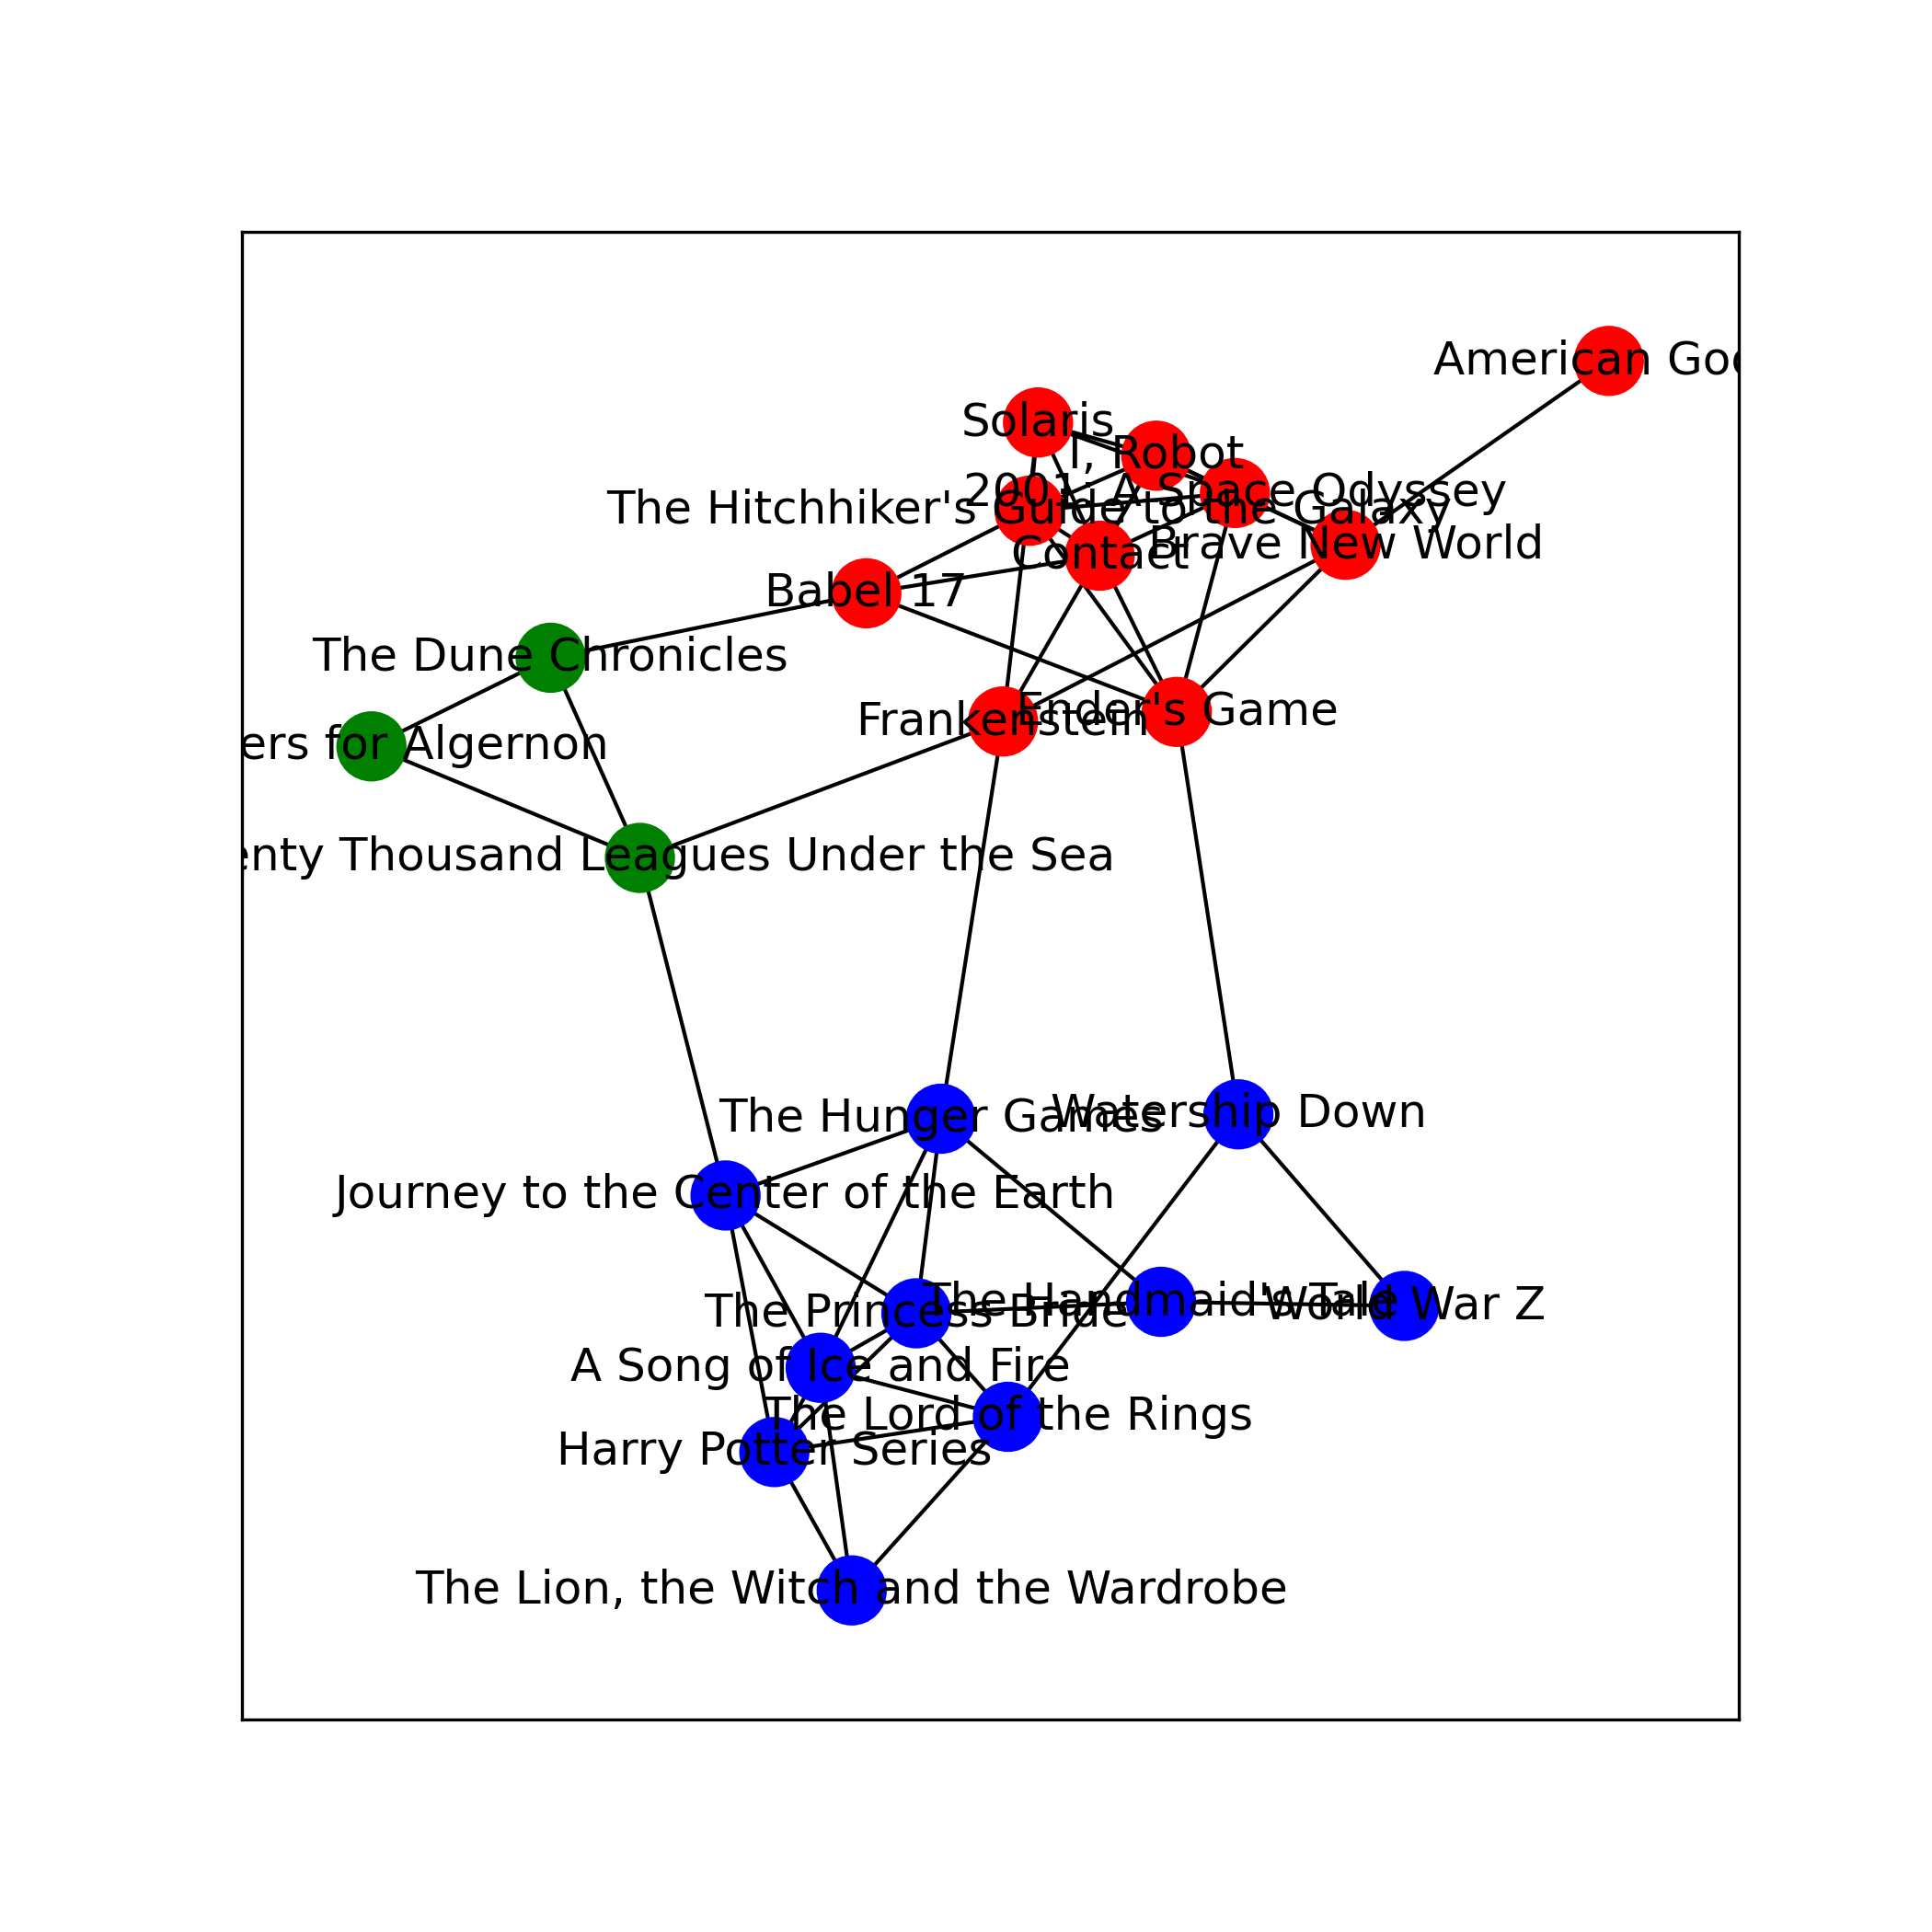 American Goo
Solaris
I, Robot
2001: A Space Odyssey
The Hitchhiker's Guide to the Galaxy
Brave New World
Contact
Babel 17
The Dune Chronicles
Ender's Game
Frankenstein
ers for Algernon
enty Thousand Leagues Under the Sea
Watership Down
The Hunger Games
Journey to the Center of the Earth
The Handmaid's Tale
World War Z
The Princess Bride
A Song of Ice and Fire
The Lord of the Rings
Harry Potter Series
The Lion, the Witch and the Wardrobe